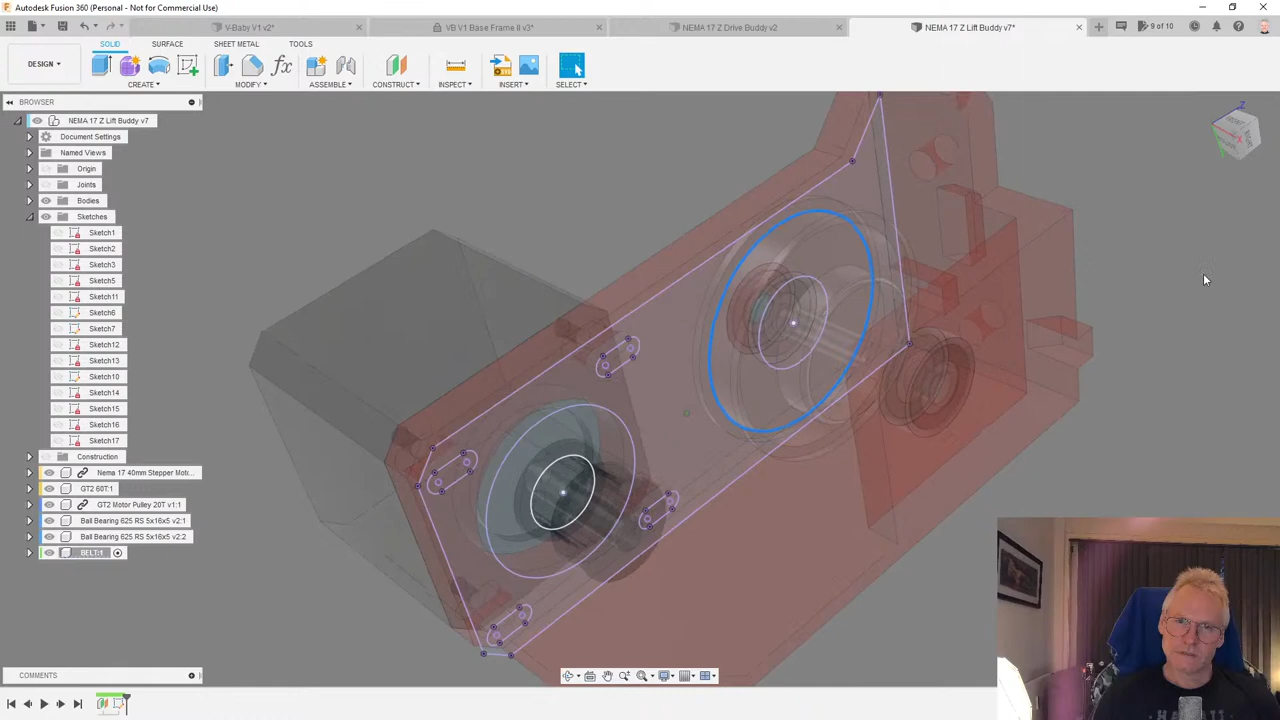 Autodesk Fusion 360 (Personal - Not for Commercial Use)
V-Baby V1 v2*
VB V1 Base Frame II v3*
NEMA 17 Z Drive Buddy v2
NEMA 17 Z Lift Buddy v7*
9 of 10
SOLID
SURFACE
SHEET METAL
TOOLS
DESIGN
CREATE
MODIFY
ASSEMBLE
CONSTRUCT
INSPECT
INSERT
SELECT
BROWSER
NEMA 17 Z Lift Buddy v7
Document Settings
Named Views
Origin
Joints
Bodies
Sketches
Sketch1
Sketch2
Sketch3
Sketch5
Sketch11
Sketch6
Sketch7
Sketch12
Sketch13
Sketch10
Sketch14
Sketch15
Sketch16
Sketch17
Construction
Nema 17 40mm Stepper Mot...
GT2 60T:1
GT2 Motor Pulley 20T v1:1
Ball Bearing 625 RS 5x16x5 v2:1
Ball Bearing 625 RS 5x16x5 v2:2
BELT:1
COMMENTS
Z
X
FRONT
RIGHT